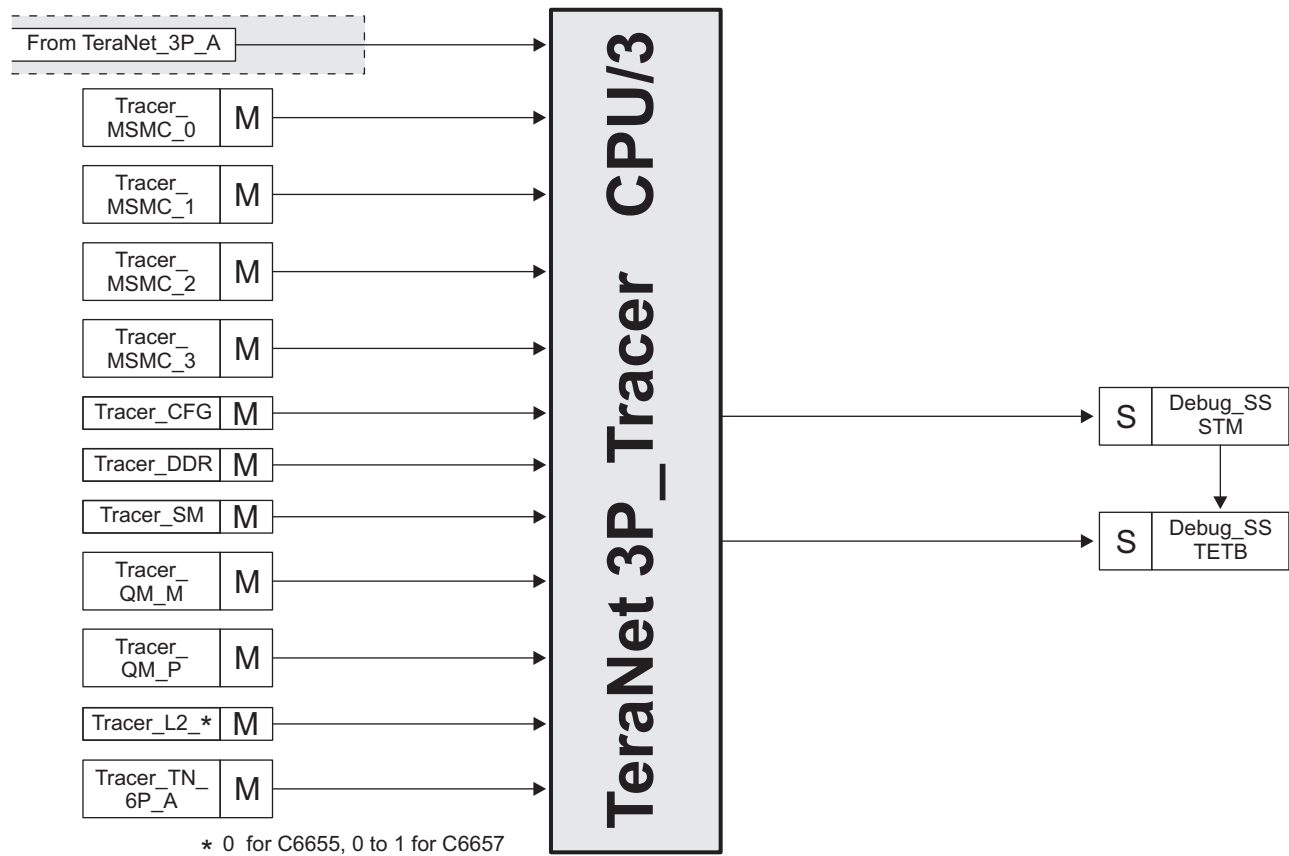 From TeraNet_3P_A
Tracer_
MSMC_0
M
Tracer_
MSMC_1
M
Tracer_
MSMC_2
M
Tracer_
MSMC_3
M
Tracer_CFG
M
Tracer_DDR
M
Tracer_SM
M
Tracer_
QM_M
M
Tracer_
QM_P
M
Tracer_L2_*
M
Tracer_TN_
6P_A
M
* 0 for C6655, 0 to 1 for C6657
TeraNet 3P_Tracer CPU/3
S
Debug_SS
STM
S
Debug_SS
TETB